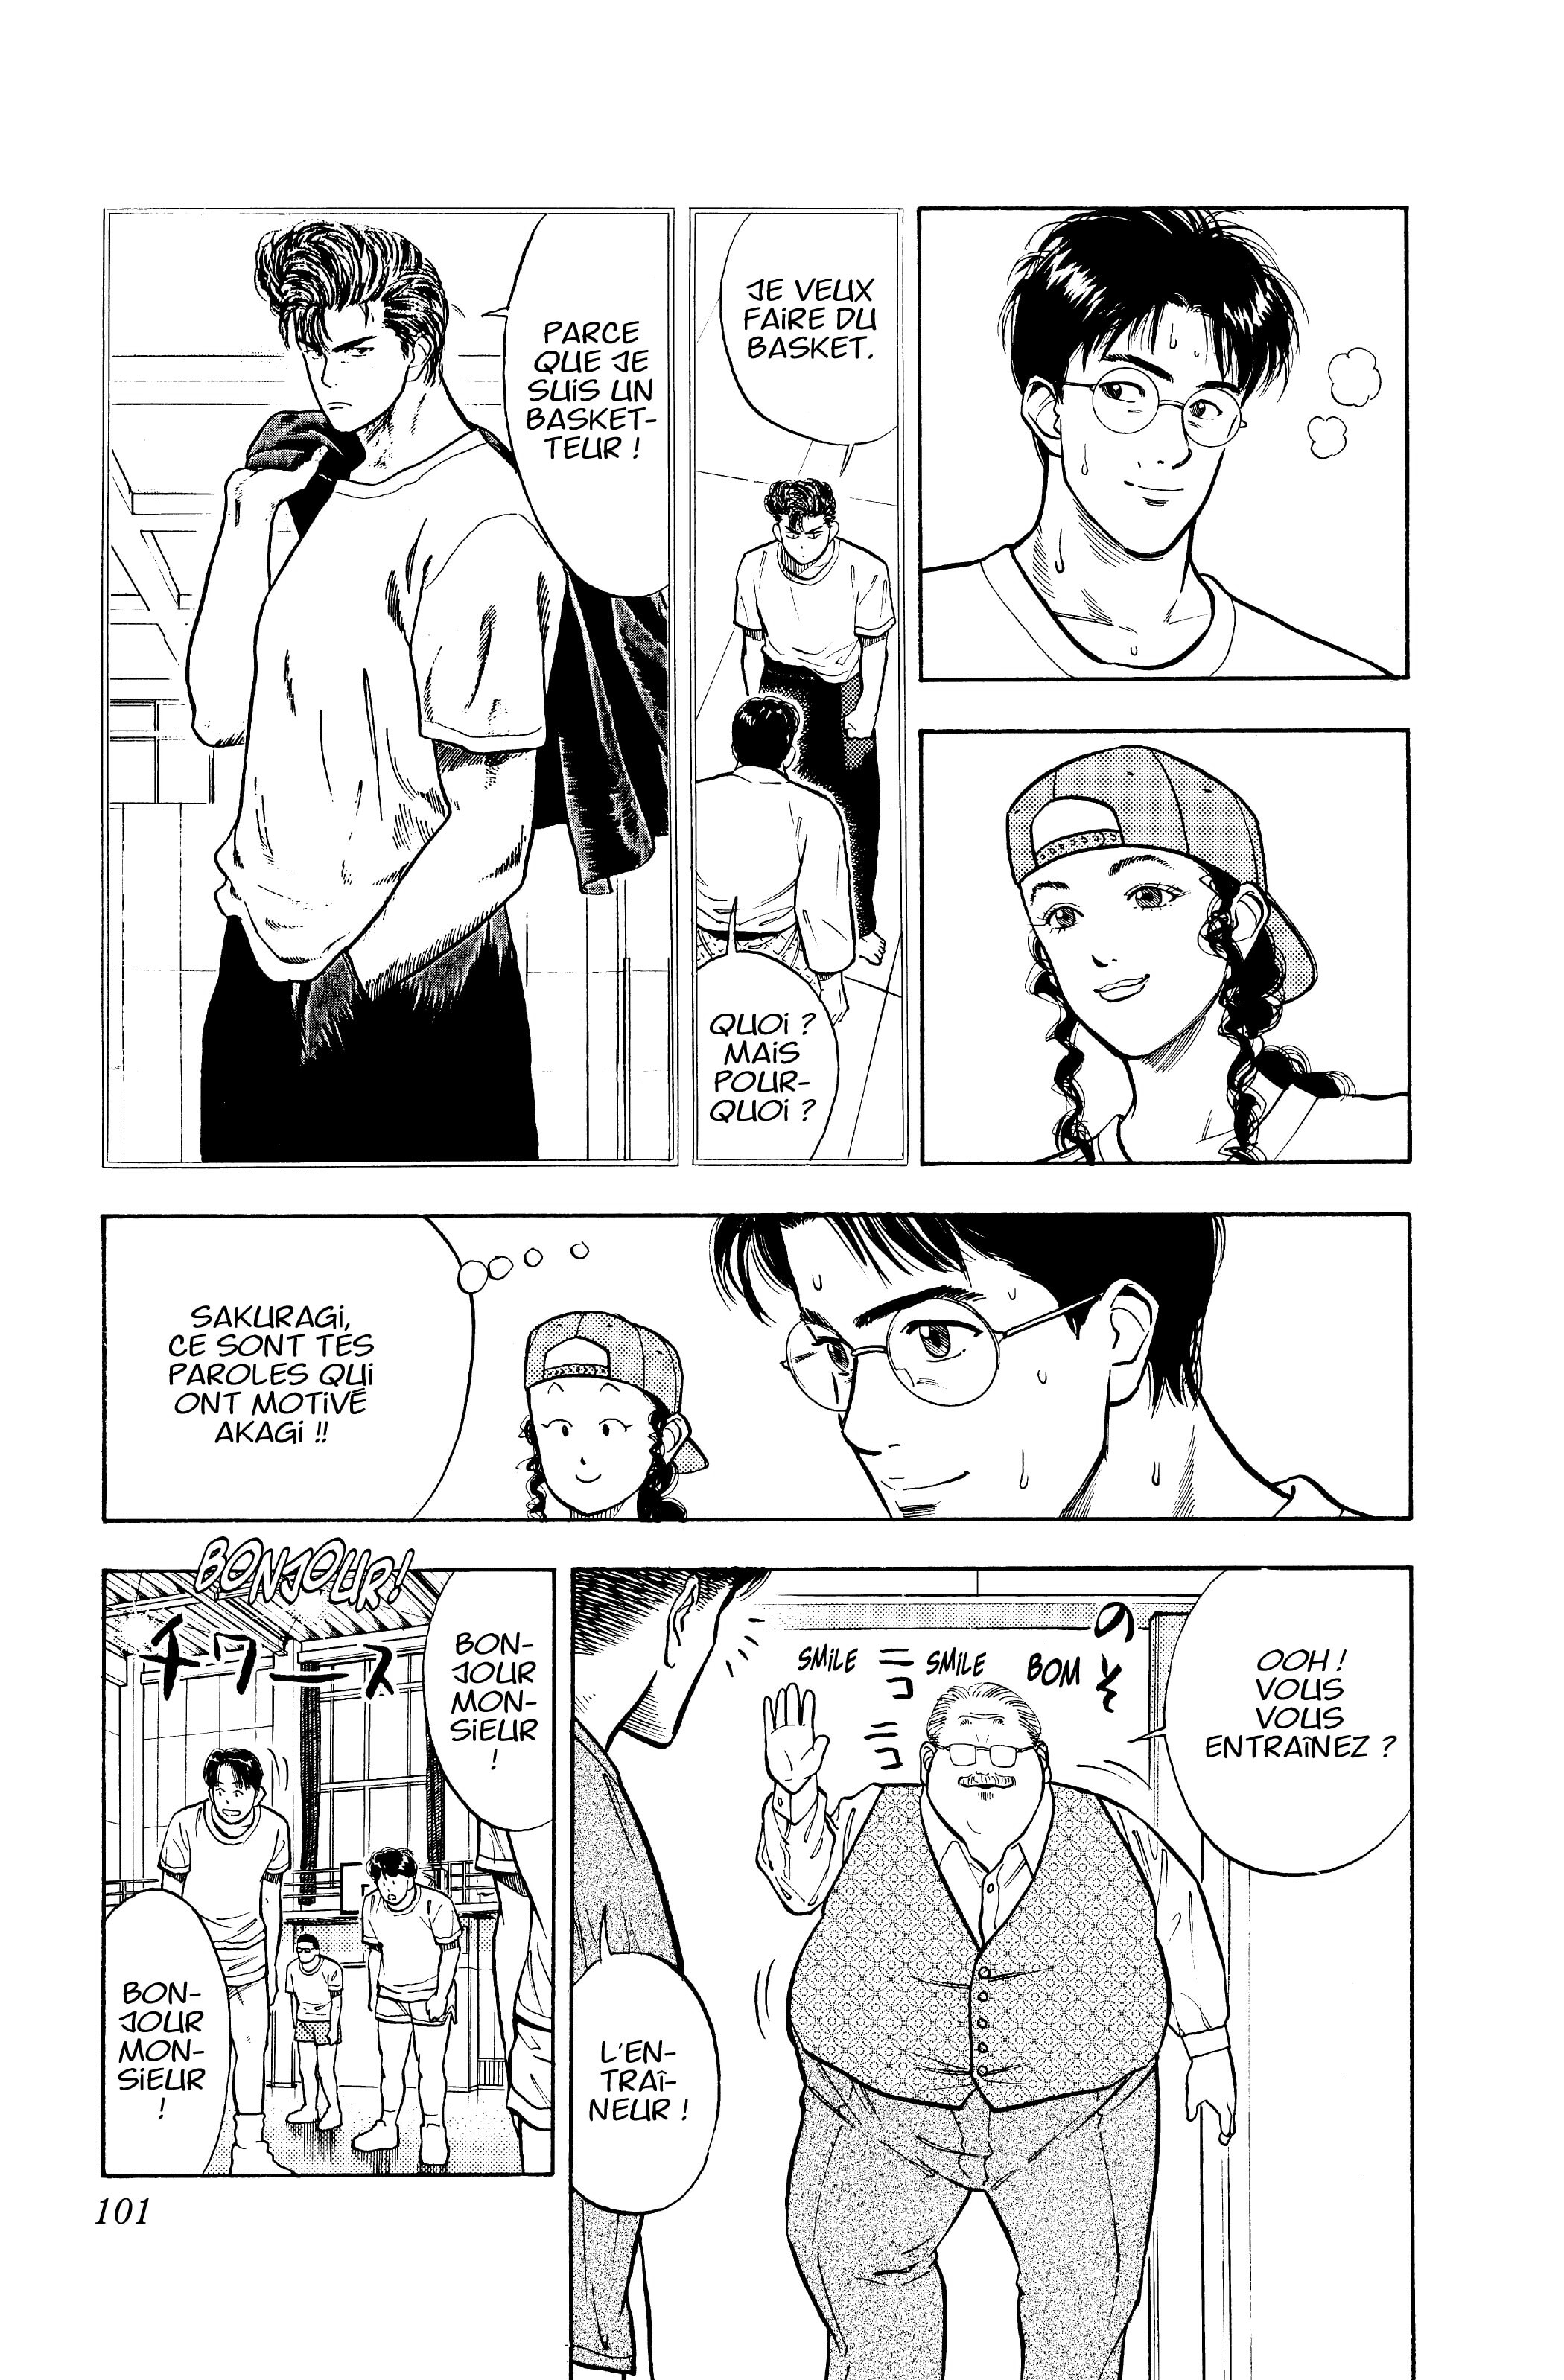 JE VEUX
FAIRE DU
BASKET.
QUOI ?
MAIS
POUR-
QUOI ?
PARCE
QUE JE
SUIS UN
BASKET-
TEUR !
SAKURAGI,
CE SONT TES
PAROLES QUI
ONT MOTIVÉ
AKAGI !!
OOH !
VOUS
VOUS
ENTRAÎNEZ ?
のそ
BOM
SMILE
ニコ
SMILE
ニコ
L'EN-
TRAÎ-
NEUR !
BONJOUR!
チワース
BON-
JOUR
MON-
SIEUR
!
BON-
JOUR
MON-
SIEUR
!
101